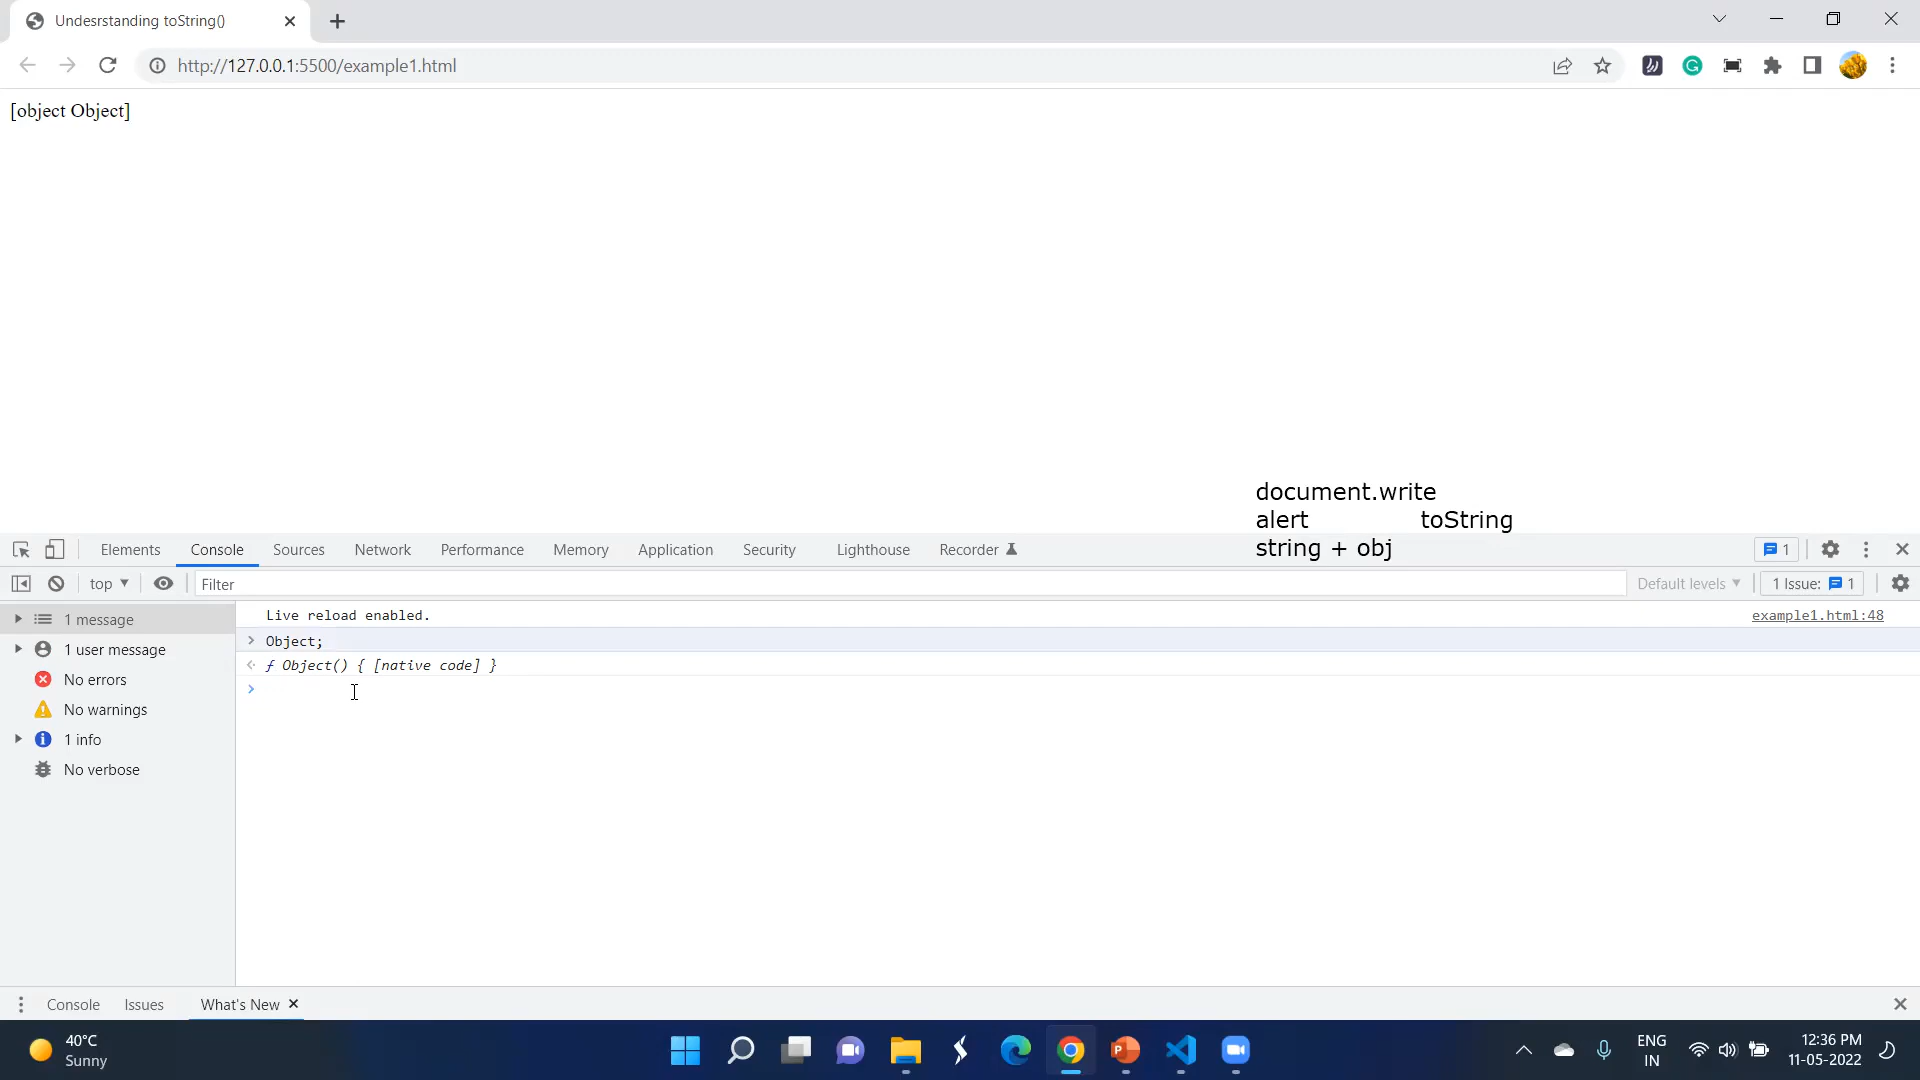 Undesrstanding toString()
http://127.0.0.1:5500/example1.html
[object Object]
document.write
alert toString
string + obj
Elements Console Sources Network Performance Memory Application Security Lighthouse Recorder 1
top Filter Default levels 1 Issue: 1
1 message
1 user message
No errors
No warnings
1 info
No verbose
Live reload enabled. example1.html:48
Object;
ƒ Object() { [native code] }
Console Issues What's New
40°C
Sunny
ENG
IN
12:36 PM
11-05-2022